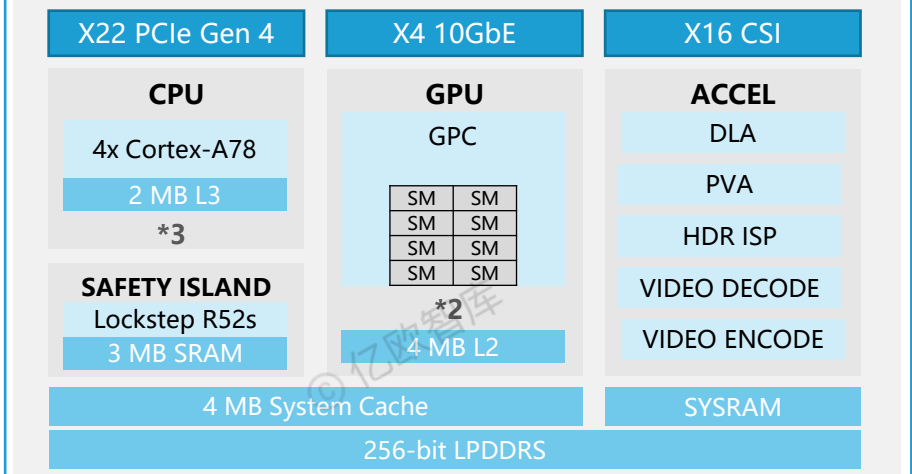 X22 PCIe Gen 4
X4 10GbE
X16 CSI
CPU
4x Cortex-A78
2 MB L3
*3
SAFETY ISLAND
Lockstep R52s
3 MB SRAM
GPU
GPC
SM SM
SM SM
SM SM
SM SM
*2
4 MB L2
ACCEL
DLA
PVA
HDR ISP
VIDEO DECODE
VIDEO ENCODE
4 MB System Cache
SYSRAM
256-bit LPDDRS
©亿欧智库